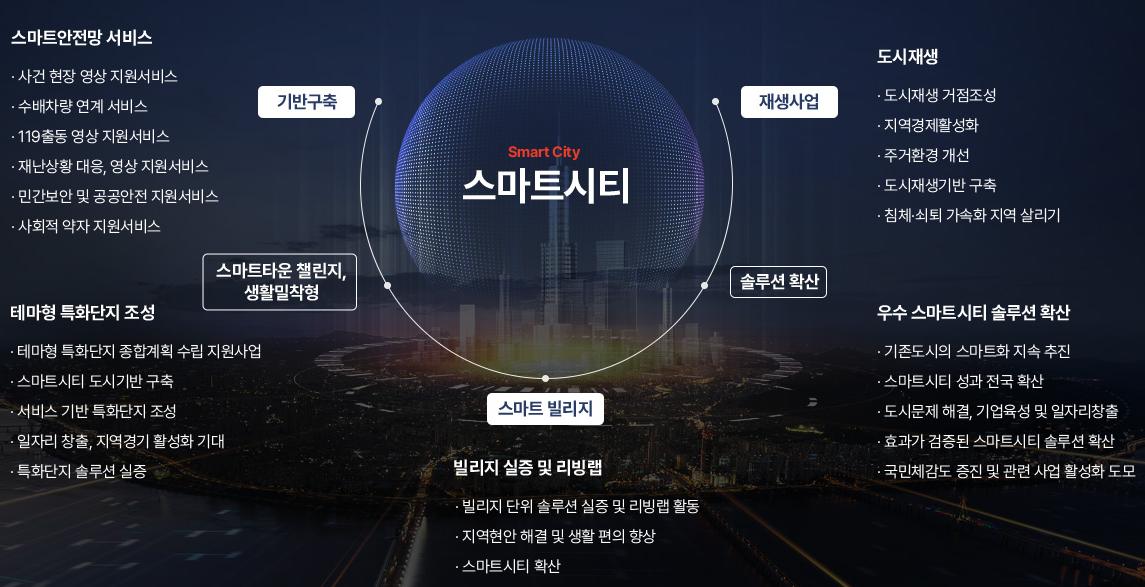 스마트안전망 서비스
· 사건 현장 영상 지원서비스
· 수배차량 연계 서비스
· 119출동 영상 지원서비스
· 재난상황 대응, 영상 지원서비스
· 민간보안 및 공공안전 지원서비스
· 사회적 약자 지원서비스
기반구축
Smart City
스마트시티
재생사업
도시재생
· 도시재생 거점조성
· 지역경제활성화
· 주거환경 개선
· 도시재생기반 구축
· 침체·쇠퇴 가속화 지역 살리기
스마트타운 챌린지,
생활밀착형
솔루션 확산
테마형 특화단지 조성
· 테마형 특화단지 종합계획 수립 지원사업
· 스마트시티 도시기반 구축
· 서비스 기반 특화단지 조성
· 일자리 창출, 지역경기 활성화 기대
· 특화단지 솔루션 실증
우수 스마트시티 솔루션 확산
· 기존도시의 스마트화 지속 추진
· 스마트시티 성과 전국 확산
· 도시문제 해결, 기업육성 및 일자리창출
· 효과가 검증된 스마트시티 솔루션 확산
· 국민체감도 증진 및 관련 사업 활성화 도모
스마트 빌리지
빌리지 실증 및 리빙랩
· 빌리지 단위 솔루션 실증 및 리빙랩 활동
· 지역현안 해결 및 생활 편의 향상
· 스마트시티 확산